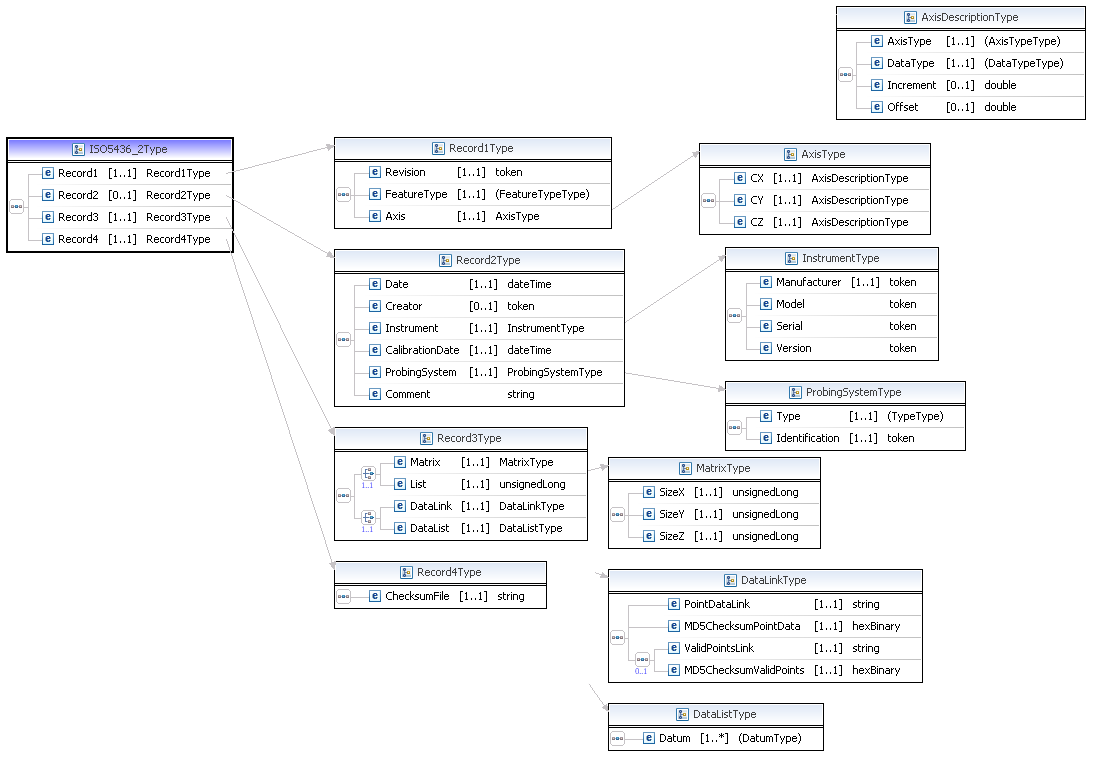 AxisDescriptionType
AxisType [1..1] (AxisTypeType)
DataType [1..1] (DataTypeType)
Increment [0..1] double
Offset [0..1] double
ISO5436_2Type
Record1 [1..1] Record1Type
Record2 [0..1] Record2Type
Record3 [1..1] Record3Type
Record4 [1..1] Record4Type
Record1Type
Revision [1..1] token
FeatureType [1..1] (FeatureTypeType)
Axis [1..1] AxisType
AxisType
CX [1..1] AxisDescriptionType
CY [1..1] AxisDescriptionType
CZ [1..1] AxisDescriptionType
Record2Type
Date [1..1] dateTime
Creator [0..1] token
Instrument [1..1] InstrumentType
CalibrationDate [1..1] dateTime
ProbingSystem [1..1] ProbingSystemType
Comment string
InstrumentType
Manufacturer [1..1] token
Model token
Serial token
Version token
ProbingSystemType
Type [1..1] (TypeType)
Identification [1..1] token
Record3Type
Matrix [1..1] MatrixType
1..1
List [1..1] unsignedLong
DataLink [1..1] DataLinkType
1..1
DataList [1..1] DataListType
MatrixType
SizeX [1..1] unsignedLong
SizeY [1..1] unsignedLong
SizeZ [1..1] unsignedLong
Record4Type
ChecksumFile [1..1] string
DataLinkType
PointDataLink [1..1] string
MD5ChecksumPointData [1..1] hexBinary
ValidPointsLink [1..1] string
0..1
MD5ChecksumValidPoints [1..1] hexBinary
DataListType
Datum [1..*] (DatumType)